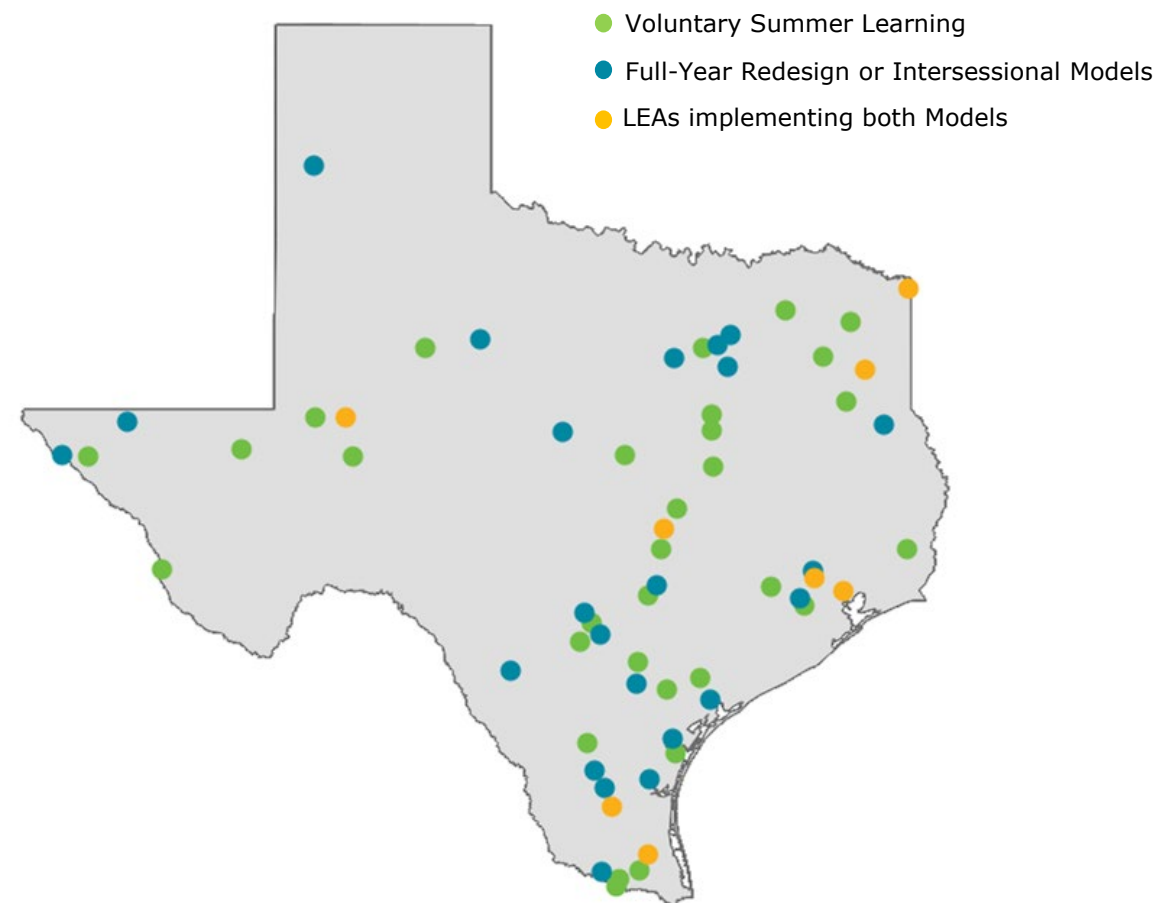 Voluntary Summer Learning
Full-Year Redesign or Intersessional Models
LEAs implementing both Models